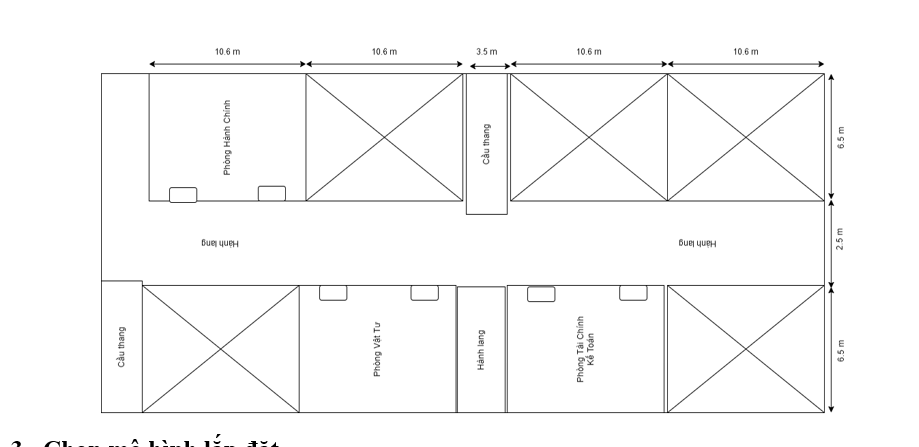 10.6 m
10.6 m
3.5 m
10.6 m
10.6 m
Phòng Hành Chính
Cầu thang
6.5 m
Hành lang
Hành lang
2.5 m
Cầu thang
Phòng Vật Tư
Hành lang
Phòng Tài Chính
Kế Toán
6.5 m
3. Chọn mô hình lắp đặt